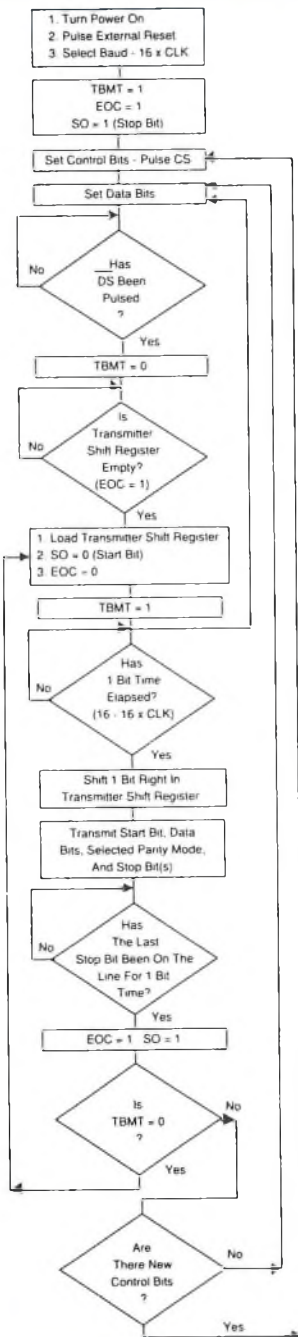 1. Turn Power On
2. Pulse External Reset
3. Select Baud - 16 x CLK
TBMT = 1
EOC = 1
SO = 1 (Stop Bit)
Set Control Bits - Pulse CS
Set Data Bits
Has
DS Been
Pulsed
?
No
Yes
TBMT = 0
Is
Transmitter
Shift Register
Empty?
(EOC = 1)
No
Yes
1. Load Transmitter Shift Register
2. SO = 0 (Start Bit)
3. EOC = 0
TBMT = 1
Has
1 Bit Time
Elapsed?
(16 - 16 x CLK)
No
Yes
Shift 1 Bit Right In
Transmitter Shift Register
Transmit Start Bit, Data
Bits, Selected Parity Mode,
And Stop Bit(s)
Has
The Last
Stop Bit Been On The
Line For 1 Bit
Time?
No
Yes
EOC = 1 SO = 1
Is
TBMT = 0
?
No
Yes
Are
There New
Control Bits
?
No
Yes